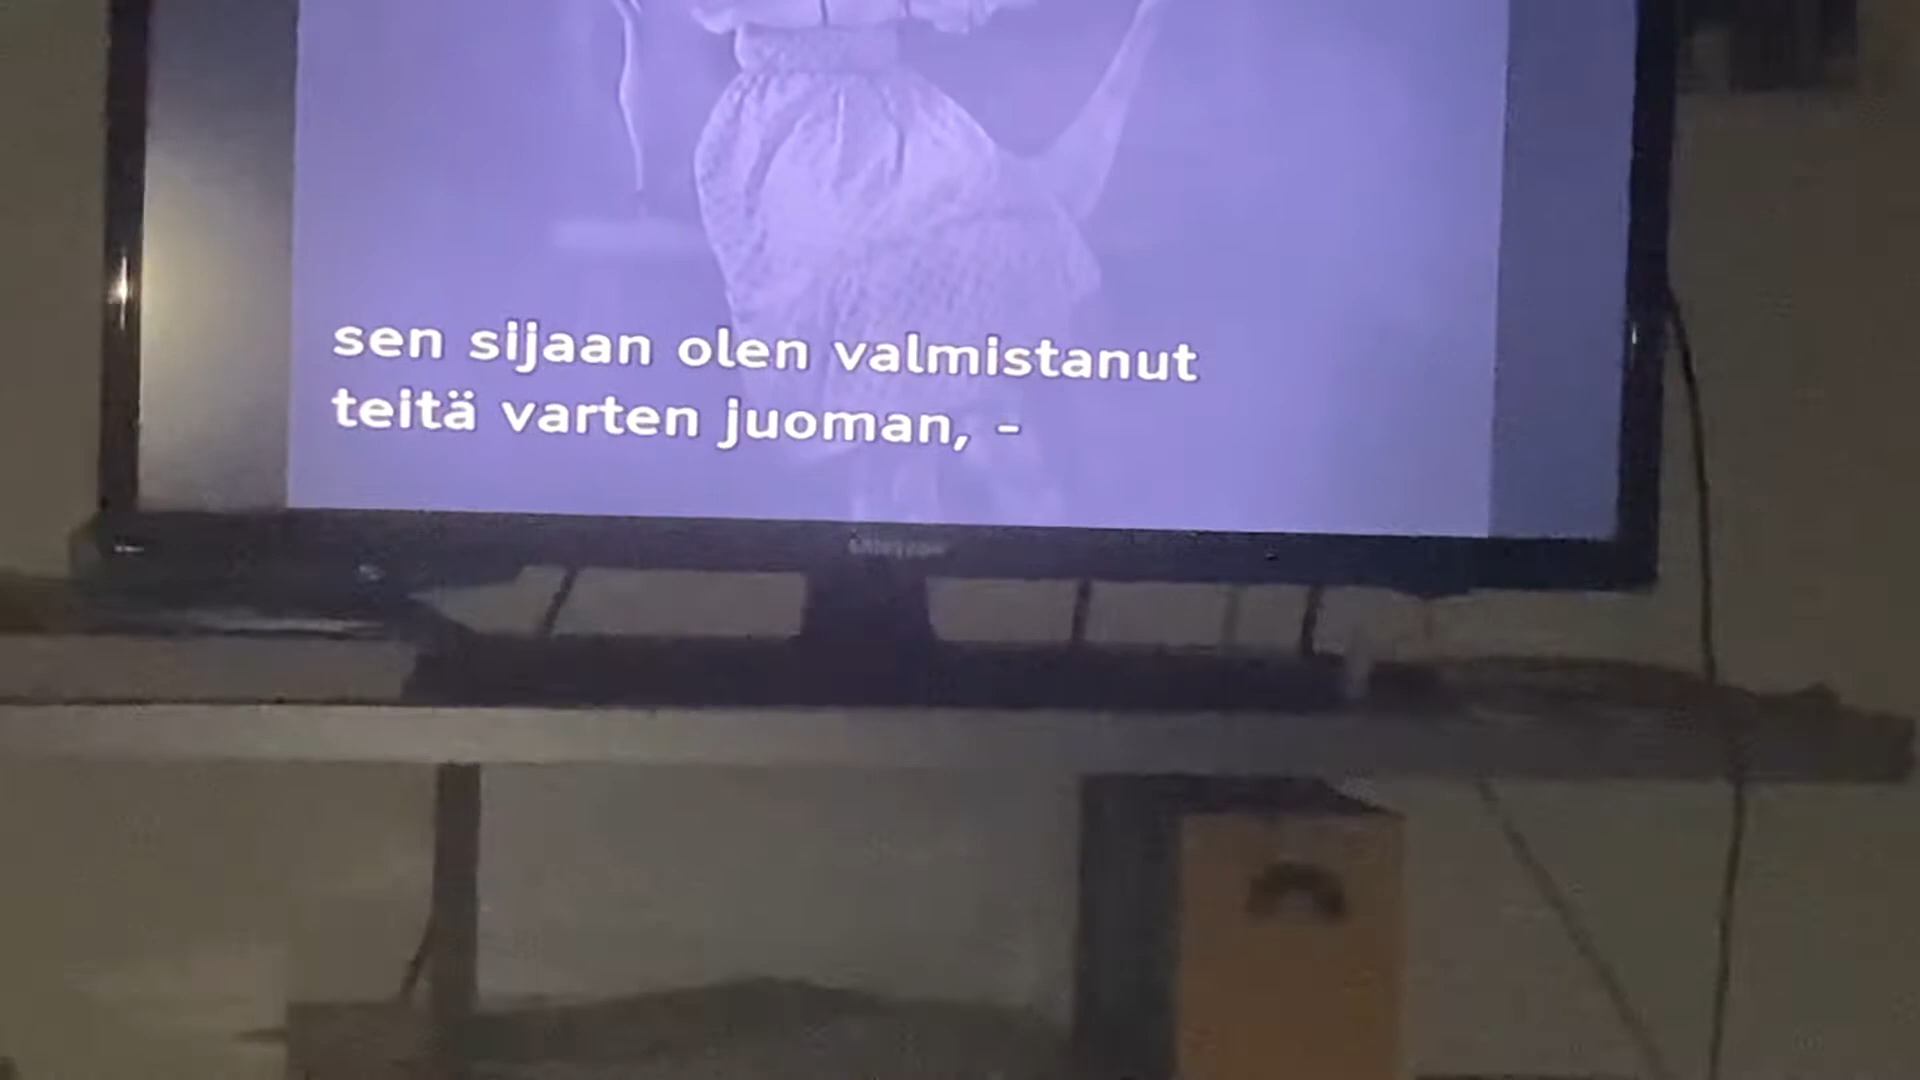 sen sijaan olen valmistanut
teitä varten juoman, -